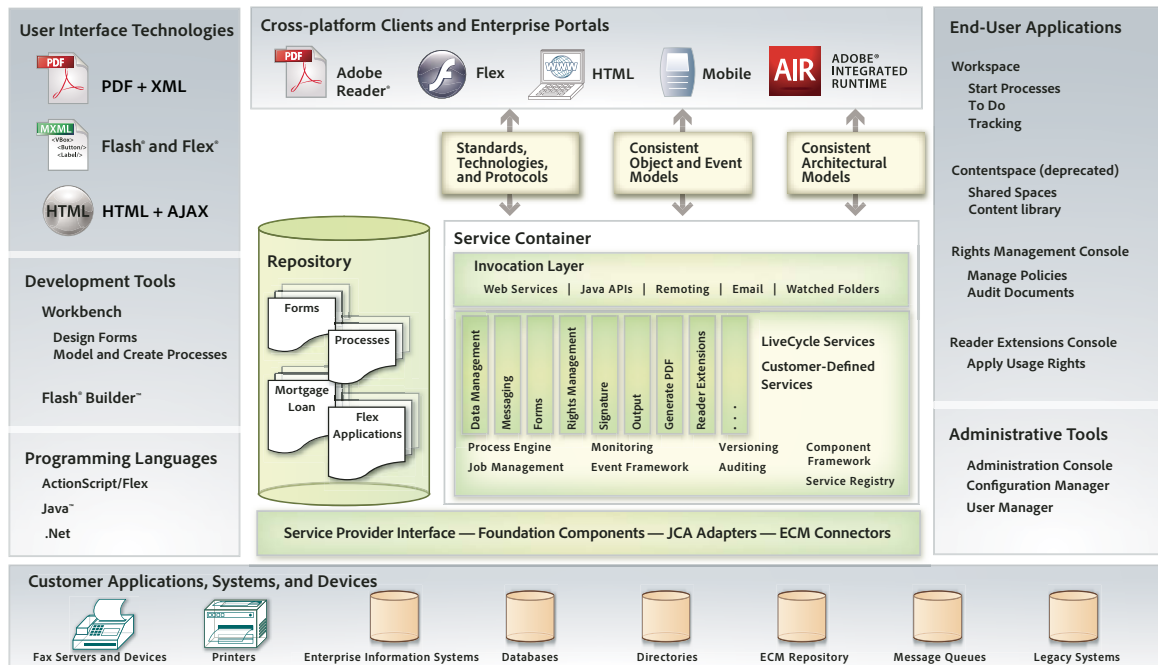 User Interface Technologies
PDF
PDF + XML
MXML
<VBox>
<Button/>
<Label/>
Flash® and Flex®
HTML
HTML + AJAX
Development Tools
Workbench
Design Forms
Model and Create Processes
Flash® Builder™
Programming Languages
ActionScript/Flex
Java™
.Net
Cross-platform Clients and Enterprise Portals
PDF
Adobe
Reader®
Flex
WWW
HTML
Mobile
AIR
ADOBE®
INTEGRATED
RUNTIME
Standards,
Technologies,
and Protocols
Consistent
Object and Event
Models
Consistent
Architectural
Models
Repository
Forms
Processes
Mortgage
Loan
Flex
Applications
Service Container
Invocation Layer
Web Services | Java APIs | Remoting | Email | Watched Folders
Data Management
Messaging
Forms
Rights Management
Signature
Output
Generate PDF
Reader Extensions
. . .
LiveCycle Services
Customer-Defined
Services
Process Engine
Monitoring
Versioning
Component
Framework
Job Management
Event Framework
Auditing
Service Registry
Service Provider Interface — Foundation Components — JCA Adapters — ECM Connectors
End-User Applications
Workspace
Start Processes
To Do
Tracking
Contentspace (deprecated)
Shared Spaces
Content library
Rights Management Console
Manage Policies
Audit Documents
Reader Extensions Console
Apply Usage Rights
Administrative Tools
Administration Console
Configuration Manager
User Manager
Customer Applications, Systems, and Devices
Fax Servers and Devices
Printers
Enterprise Information Systems
Databases
Directories
ECM Repository
Message Queues
Legacy Systems